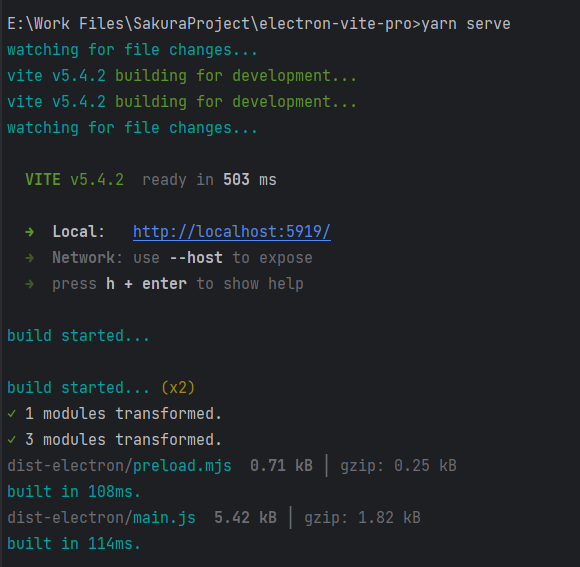 E:\Work Files\SakuraProject\electron-vite-pro>yarn serve
watching for file changes...
vite v5.4.2 building for development...
vite v5.4.2 building for development...
watching for file changes...
VITE v5.4.2  ready in 503 ms
➜  Local:   http://localhost:5919/
➜  Network: use --host to expose
➜  press h + enter to show help
build started...
build started... (x2)
✓ 1 modules transformed.
✓ 3 modules transformed.
dist-electron/preload.mjs  0.71 kB │ gzip: 0.25 kB
built in 108ms.
dist-electron/main.js  5.42 kB │ gzip: 1.82 kB
built in 114ms.